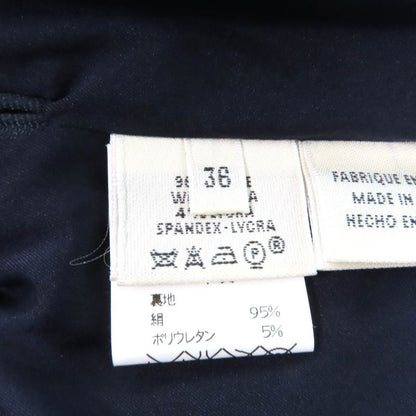 36
SPANDEX-LYCRA
P®
裏地
絹 95%
ポリウレタン 5%
FABRIQUE EN
MADE IN
HECHO EN